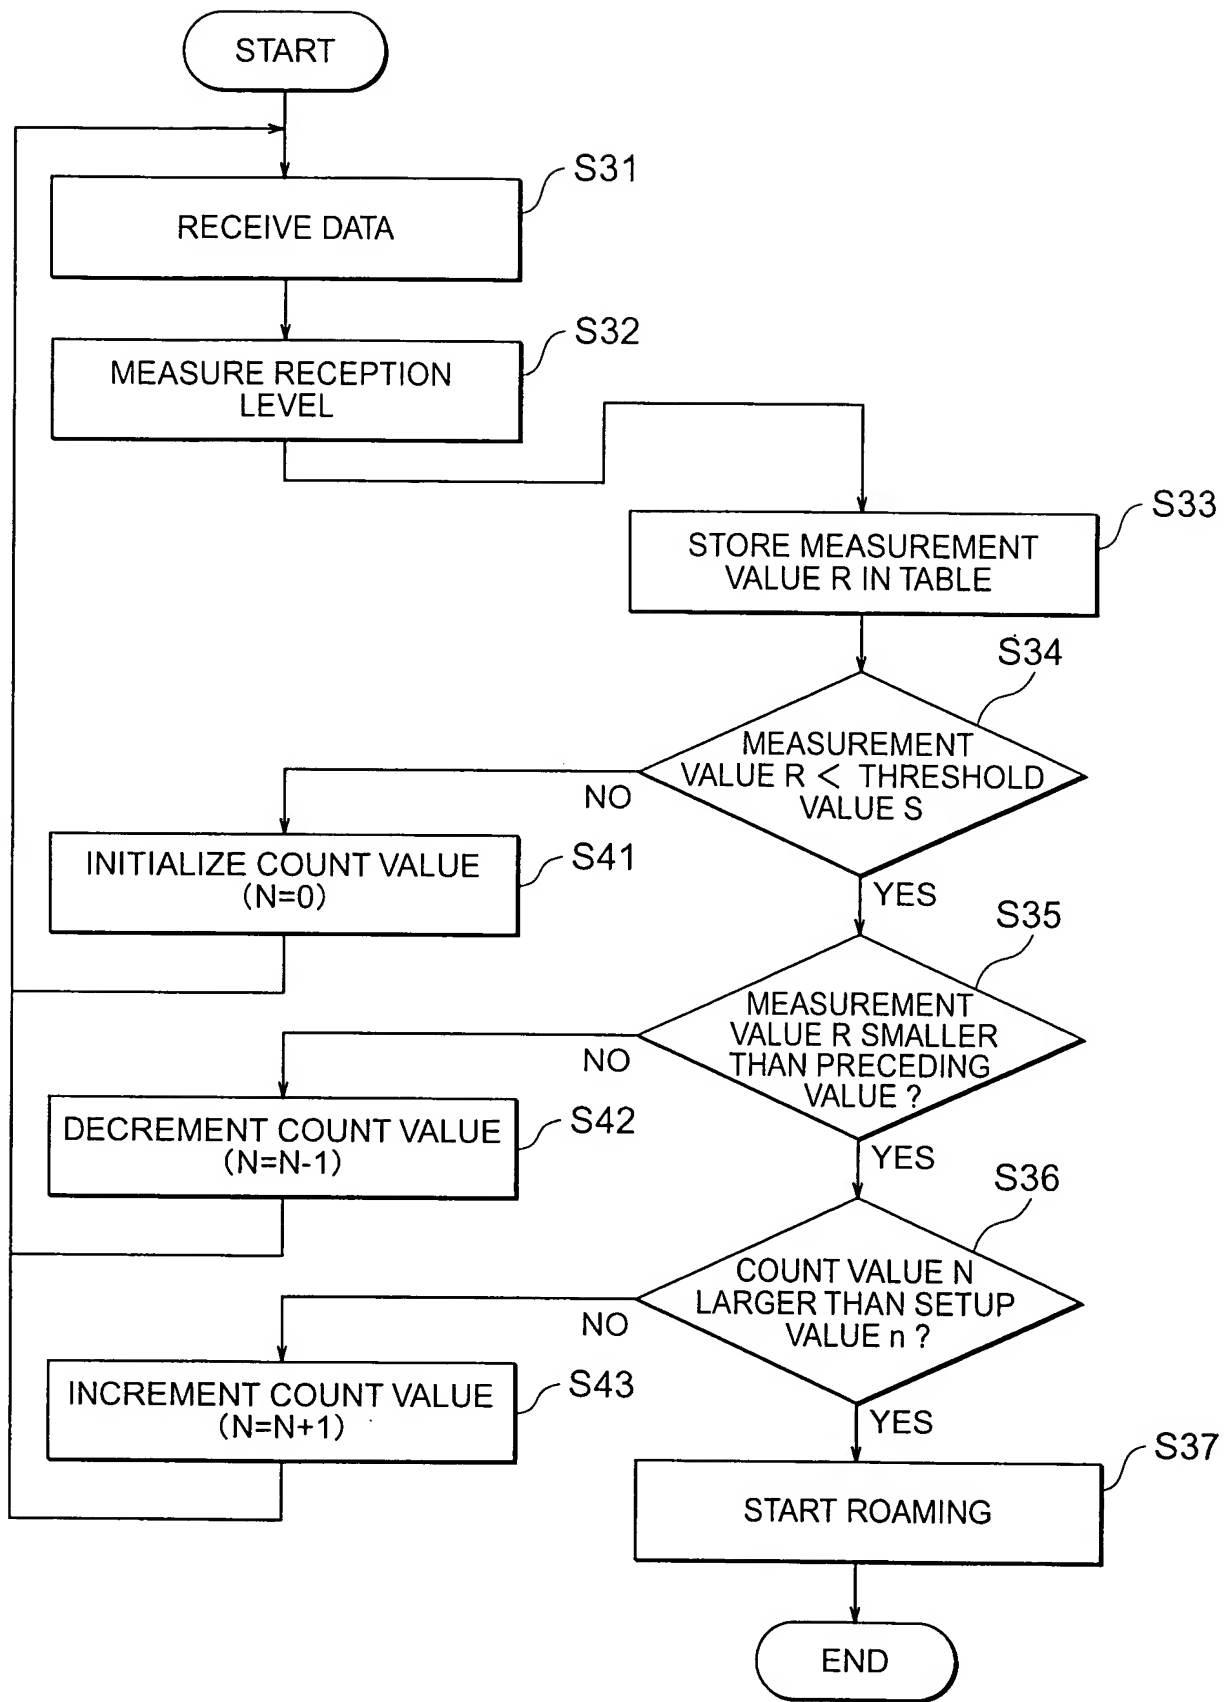 START
S31
RECEIVE DATA
S32
MEASURE RECEPTION
LEVEL
S33
STORE MEASUREMENT
VALUE R IN TABLE
S34
MEASUREMENT
VALUE R < THRESHOLD
VALUE S
NO
YES
S41
INITIALIZE COUNT VALUE
(N=0)
S35
MEASUREMENT
VALUE R SMALLER
THAN PRECEDING
VALUE ?
NO
YES
S42
DECREMENT COUNT VALUE
(N=N-1)
S36
COUNT VALUE N
LARGER THAN SETUP
VALUE n ?
NO
YES
S43
INCREMENT COUNT VALUE
(N=N+1)
S37
START ROAMING
END